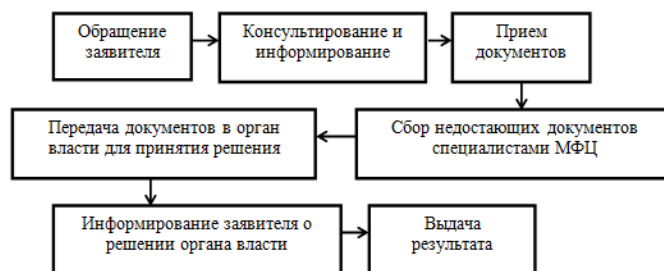 Обращение
заявителя
Консультирование и
информирование
Прием
документов
Сбор недостающих документов
специалистами МФЦ
Передача документов в орган
власти для принятия решения
Информирование заявителя о
решении органа власти
Выдача
результата